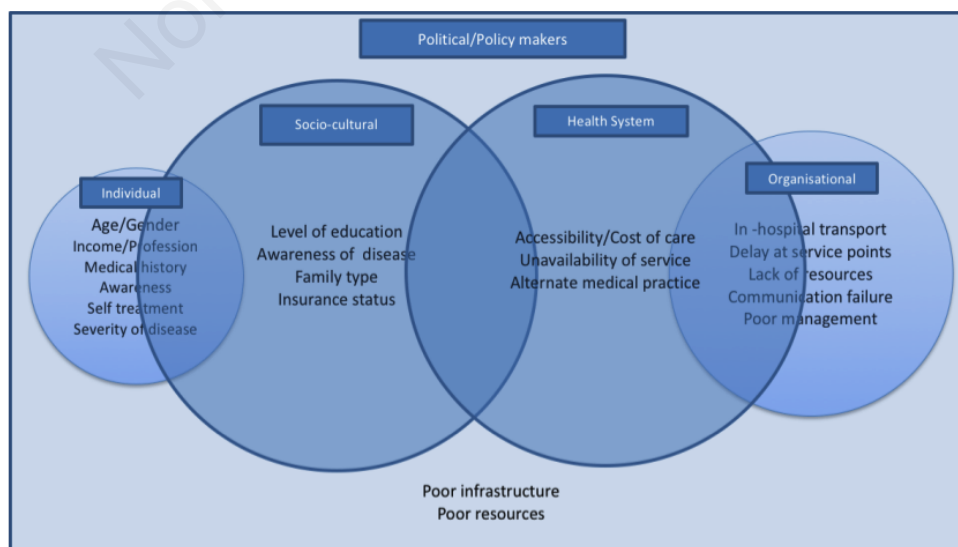 Political/Policy makers
Socio-cultural
Health System
Individual
Organisational
Age/Gender
Income/Profession
Medical history
Awareness
Self treatment
Severity of disease
Level of education
Awareness of  disease
Family type
Insurance status
Accessibility/Cost of care
Unavailability of service
Alternate medical practice
In -hospital transport
Delay at service points
Lack of resources
Communication failure
Poor management
Poor infrastructure
Poor resources